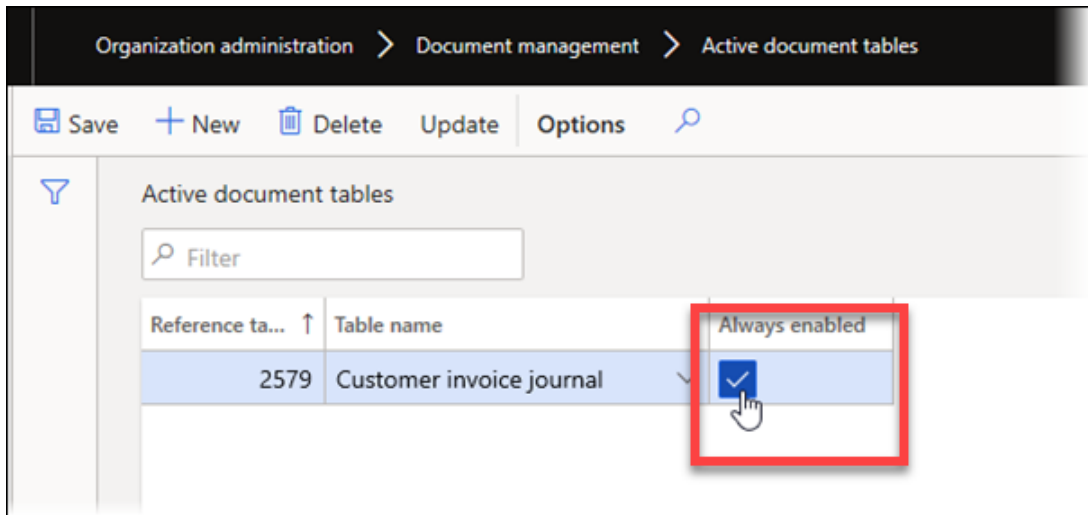 Organization administration > Document management > Active document tables
Save + New Delete Update Options
Active document tables
Filter
Reference ta... ↑ Table name Always enabled
2579 Customer invoice journal